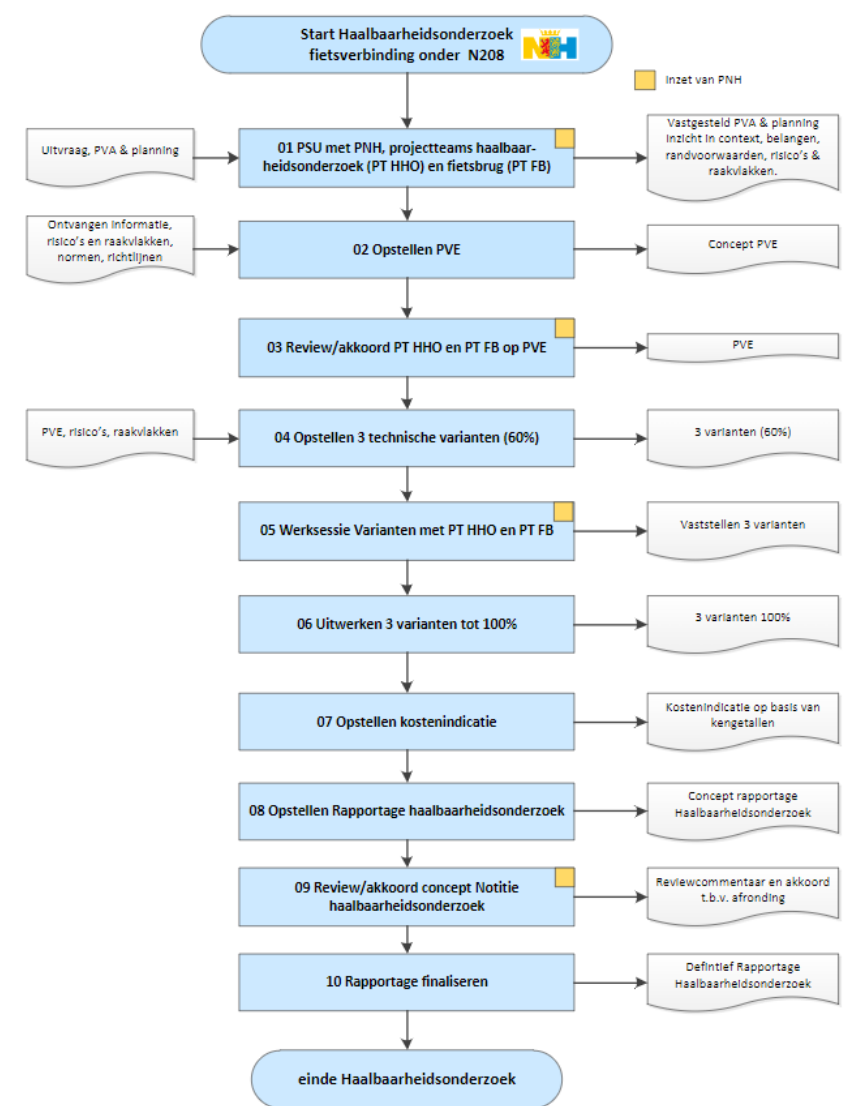 Start Haalbaarheidsonderzoek
fietsverbinding onder N208
NH
Inzet van PNH
Uitvraag, PVA & planning
01 PSU met PNH, projectteams haalbaar-
heidsonderzoek (PT HHO) en fietsbrug (PT FB)
Vastgesteld PVA & planning
Inzicht in context, belangen,
randvoorwaarden, risico's &
raakvlakken.
Ontvangen informatie,
risico's en raakvlakken,
normen, richtlijnen
02 Opstellen PVE
Concept PVE
03 Review/akkoord PT HHO en PT FB op PVE
PVE
PVE, risico's, raakvlakken
04 Opstellen 3 technische varianten (60%)
3 varianten (60%)
05 Werksessie Varianten met PT HHO en PT FB
Vaststellen 3 varianten
06 Uitwerken 3 varianten tot 100%
3 varianten 100%
07 Opstellen kostenindicatie
Kostenindicatie op basis van
kengetallen
08 Opstellen Rapportage haalbaarheidsonderzoek
Concept rapportage
Haalbaarheidsonderzoek
09 Review/akkoord concept Notitie
haalbaarheidsonderzoek
Reviewcommentaar en akkoord
t.b.v. afronding
10 Rapportage finaliseren
Defintief Rapportage
Haalbaarheidsonderzoek
einde Haalbaarheidsonderzoek